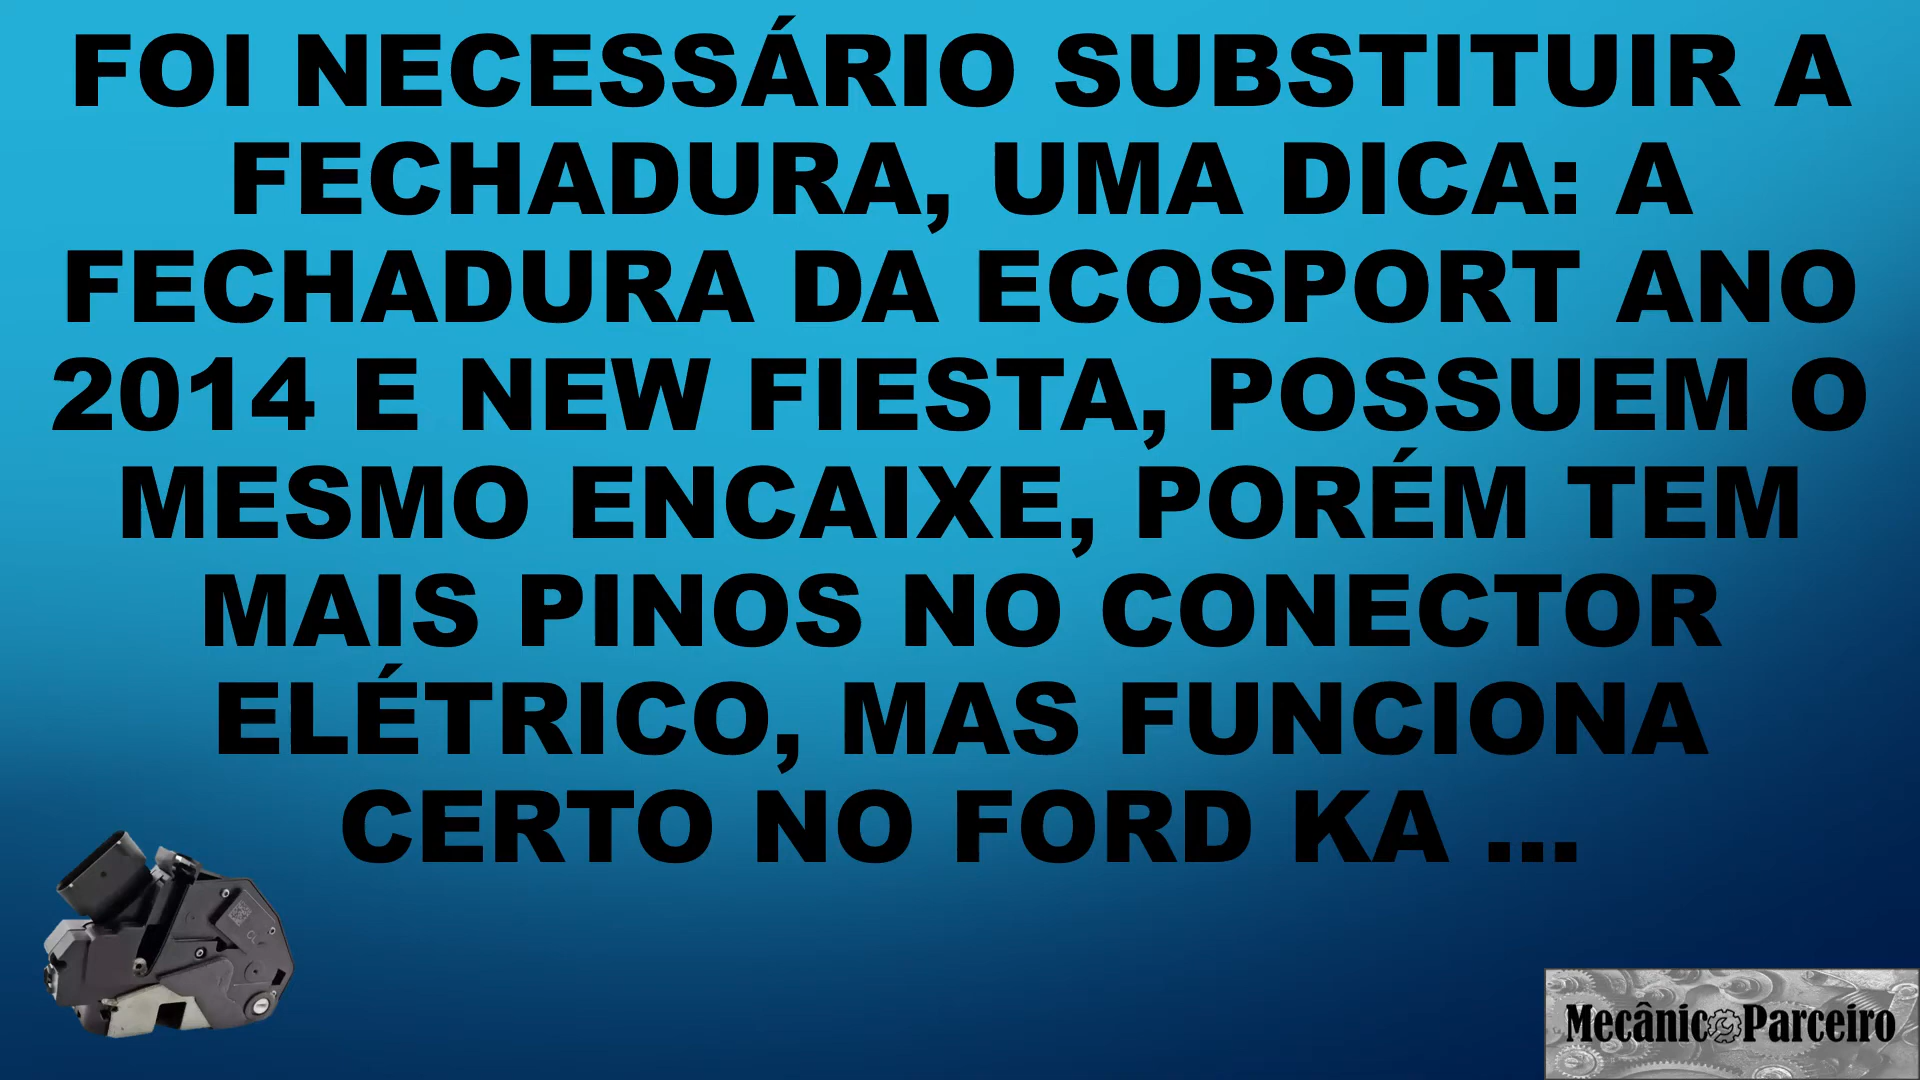 FOI NECESSÁRIO SUBSTITUIR A
FECHADURA, UMA DICA: A
FECHADURA DA ECOSPORT ANO
2014 E NEW FIESTA, POSSUEM O
MESMO ENCAIXE, PORÉM TEM
MAIS PINOS NO CONECTOR
ELÉTRICO, MAS FUNCIONA
CERTO NO FORD KA ...
Mecânico Parceiro